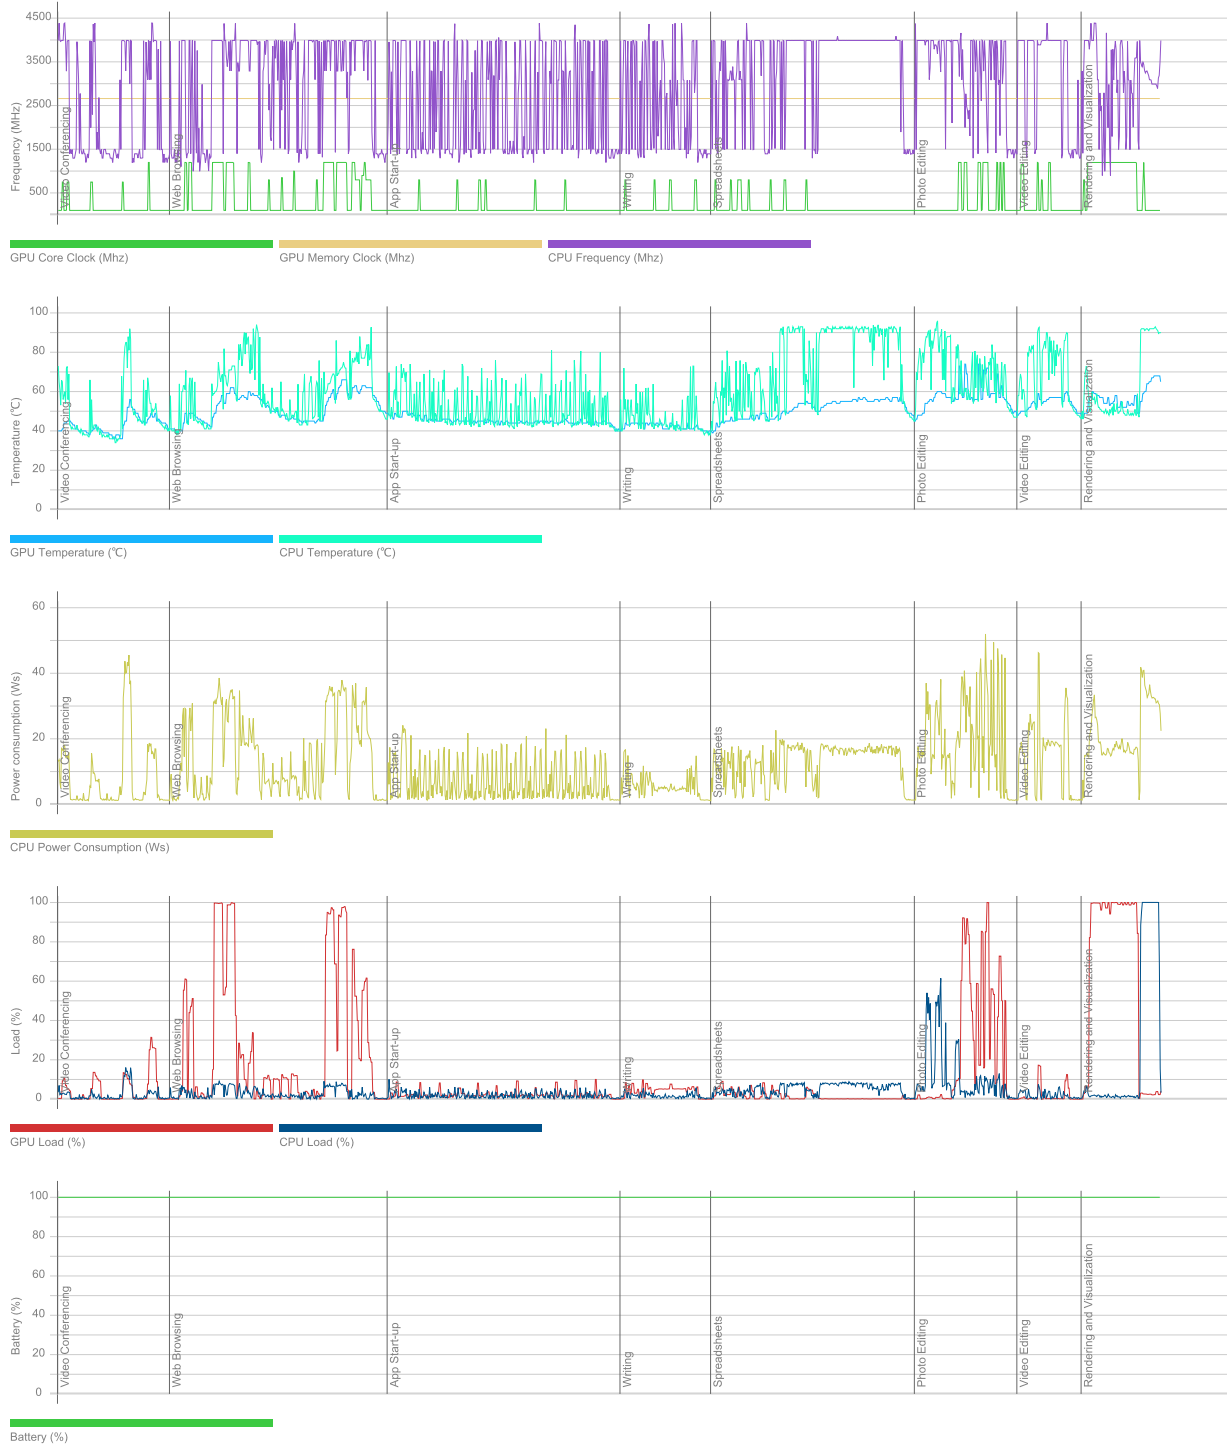 4500
3500
2500
1500
500
Frequency (MHz)
Video Conferencing
Web Browsing
App Start-up
Writing
Spreadsheets
Photo Editing
Video Editing
Rendering and Visualization
GPU Core Clock (Mhz)
GPU Memory Clock (Mhz)
CPU Frequency (Mhz)
100
80
60
40
20
0
Temperature (℃)
Video Conferencing
Web Browsing
App Start-up
Writing
Spreadsheets
Photo Editing
Video Editing
Rendering and Visualization
GPU Temperature (℃)
CPU Temperature (℃)
60
40
20
0
Power consumption (Ws)
Video Conferencing
Web Browsing
App Start-up
Writing
Spreadsheets
Photo Editing
Video Editing
Rendering and Visualization
CPU Power Consumption (Ws)
100
80
60
40
20
0
Load (%)
Video Conferencing
Web Browsing
App Start-up
Writing
Spreadsheets
Photo Editing
Video Editing
Rendering and Visualization
GPU Load (%)
CPU Load (%)
100
80
60
40
20
0
Battery (%)
Video Conferencing
Web Browsing
App Start-up
Writing
Spreadsheets
Photo Editing
Video Editing
Rendering and Visualization
Battery (%)